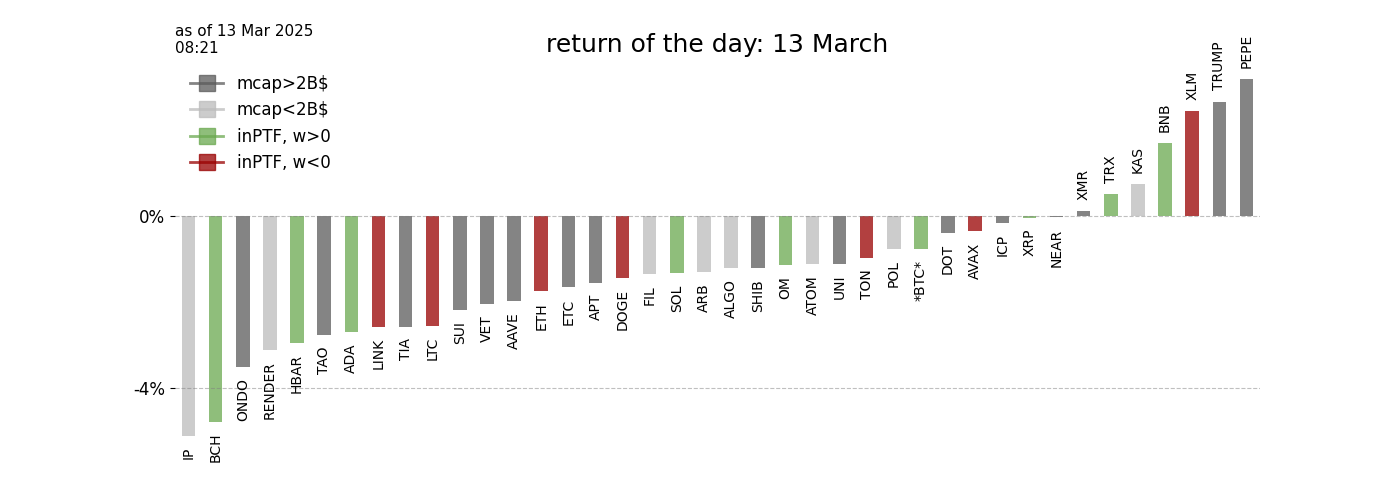 as of 13 Mar 2025
08:21
return of the day: 13 March
mcap>2B$
mcap<2B$
inPTF, w>0
inPTF, w<0
0%
-4%
IP
BCH
ONDO
RENDER
HBAR
TAO
ADA
LINK
TIA
LTC
SUI
VET
AAVE
ETH
ETC
APT
DOGE
FIL
SOL
ARB
ALGO
SHIB
OM
ATOM
UNI
TON
POL
*BTC*
DOT
AVAX
ICP
XRP
NEAR
XMR
TRX
KAS
BNB
XLM
TRUMP
PEPE